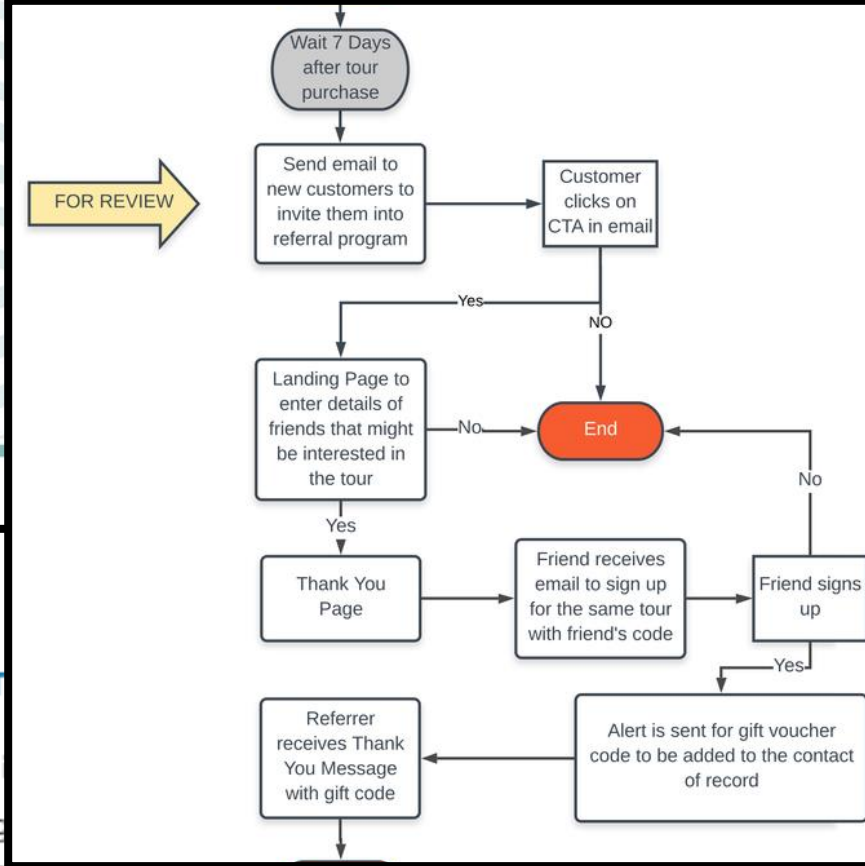 Wait 7 Days
after tour
purchase
FOR REVIEW
Send email to
new customers to
invite them into
referral program
Customer
clicks on
CTA in email
Yes
NO
Landing Page to
enter details of
friends that might
be interested in
the tour
No
End
No
Yes
Thank You
Page
Friend receives
email to sign up
for the same tour
with friend's code
Friend signs
up
Yes
Referrer
receives Thank
You Message
with gift code
Alert is sent for gift voucher
code to be added to the contact
of record